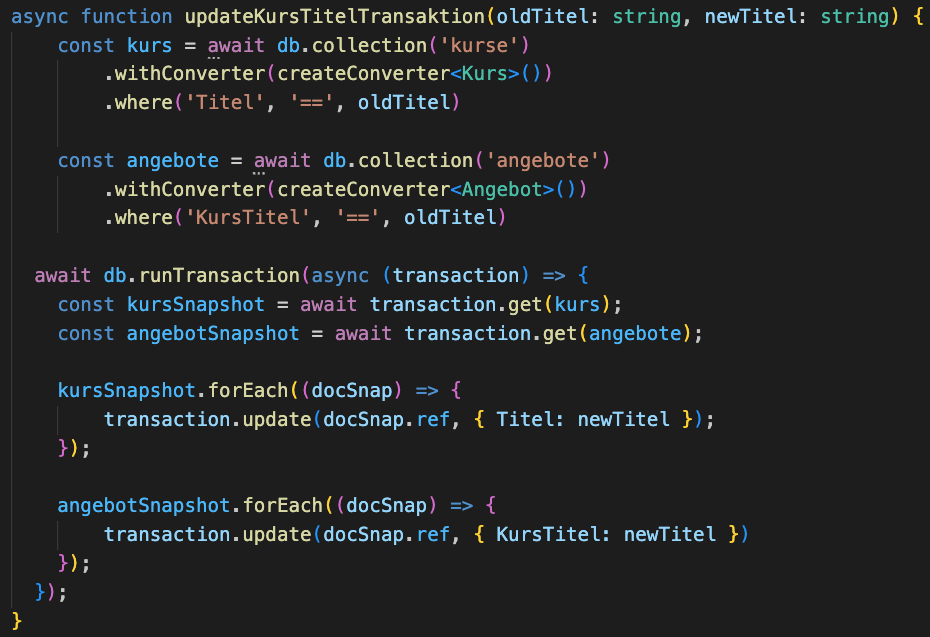 async function updateKursTitelTransaktion(oldTitel: string, newTitel: string) {
    const kurs = await db.collection('kurse')
        .withConverter(createConverter<Kurs>())
        .where('Titel', '==', oldTitel)

    const angebote = await db.collection('angebote')
        .withConverter(createConverter<Angebot>())
        .where('KursTitel', '==', oldTitel)

  await db.runTransaction(async (transaction) => {
    const kursSnapshot = await transaction.get(kurs);
    const angebotSnapshot = await transaction.get(angebote);

    kursSnapshot.forEach((docSnap) => {
        transaction.update(docSnap.ref, { Titel: newTitel });
    });

    angebotSnapshot.forEach((docSnap) => {
        transaction.update(docSnap.ref, { KursTitel: newTitel })
    });
  });
}